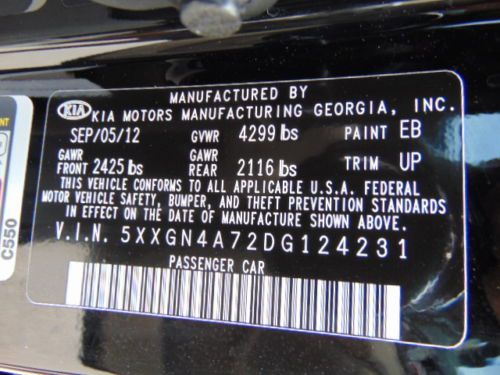 MANUFACTURED BY
KIA KIA MOTORS MANUFACTURING GEORGIA, INC.
SEP/05/12 GVWR 4299 lbs PAINT EB
GAWR FRONT 2425 lbs GAWR REAR 2116 lbs TRIM UP
THIS VEHICLE CONFORMS TO ALL APPLICABLE U.S.A. FEDERAL
MOTOR VEHICLE SAFETY, BUMPER, AND THEFT PREVENTION STANDARDS
IN EFFECT ON THE DATE OF MANUFACTURE SHOWN ABOVE.
V.I.N. 5XXGN4A72DG124231
PASSENGER CAR
C550